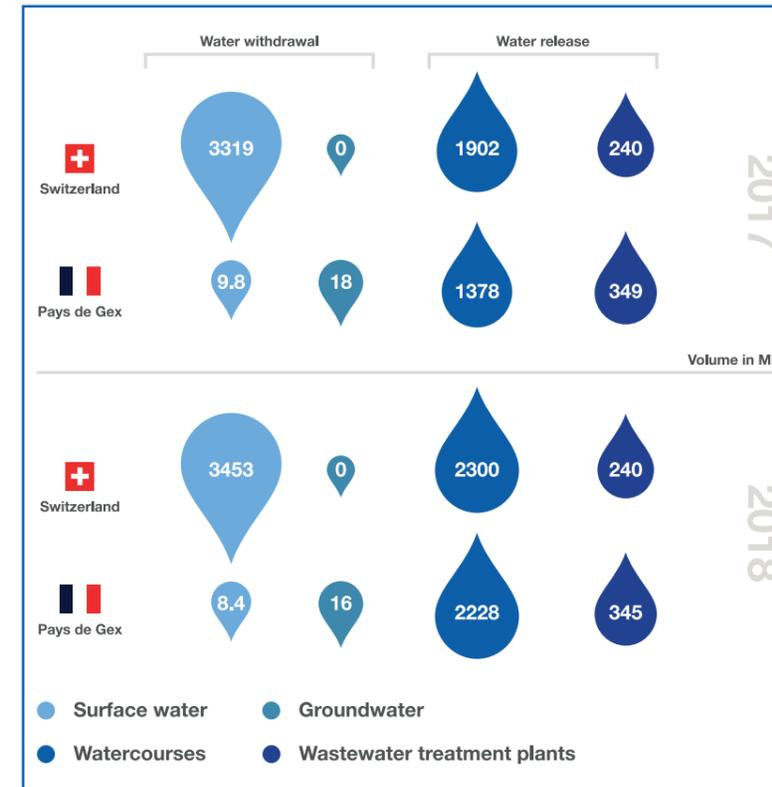 Water withdrawal Water release
3319 0 1902 240
Switzerland
9.8 18 1378 349
Pays de Gex
2017
Volume in M
3453 0 2300 240
Switzerland
8.4 16 2228 345
Pays de Gex
2018
Surface water Groundwater
Watercourses Wastewater treatment plants